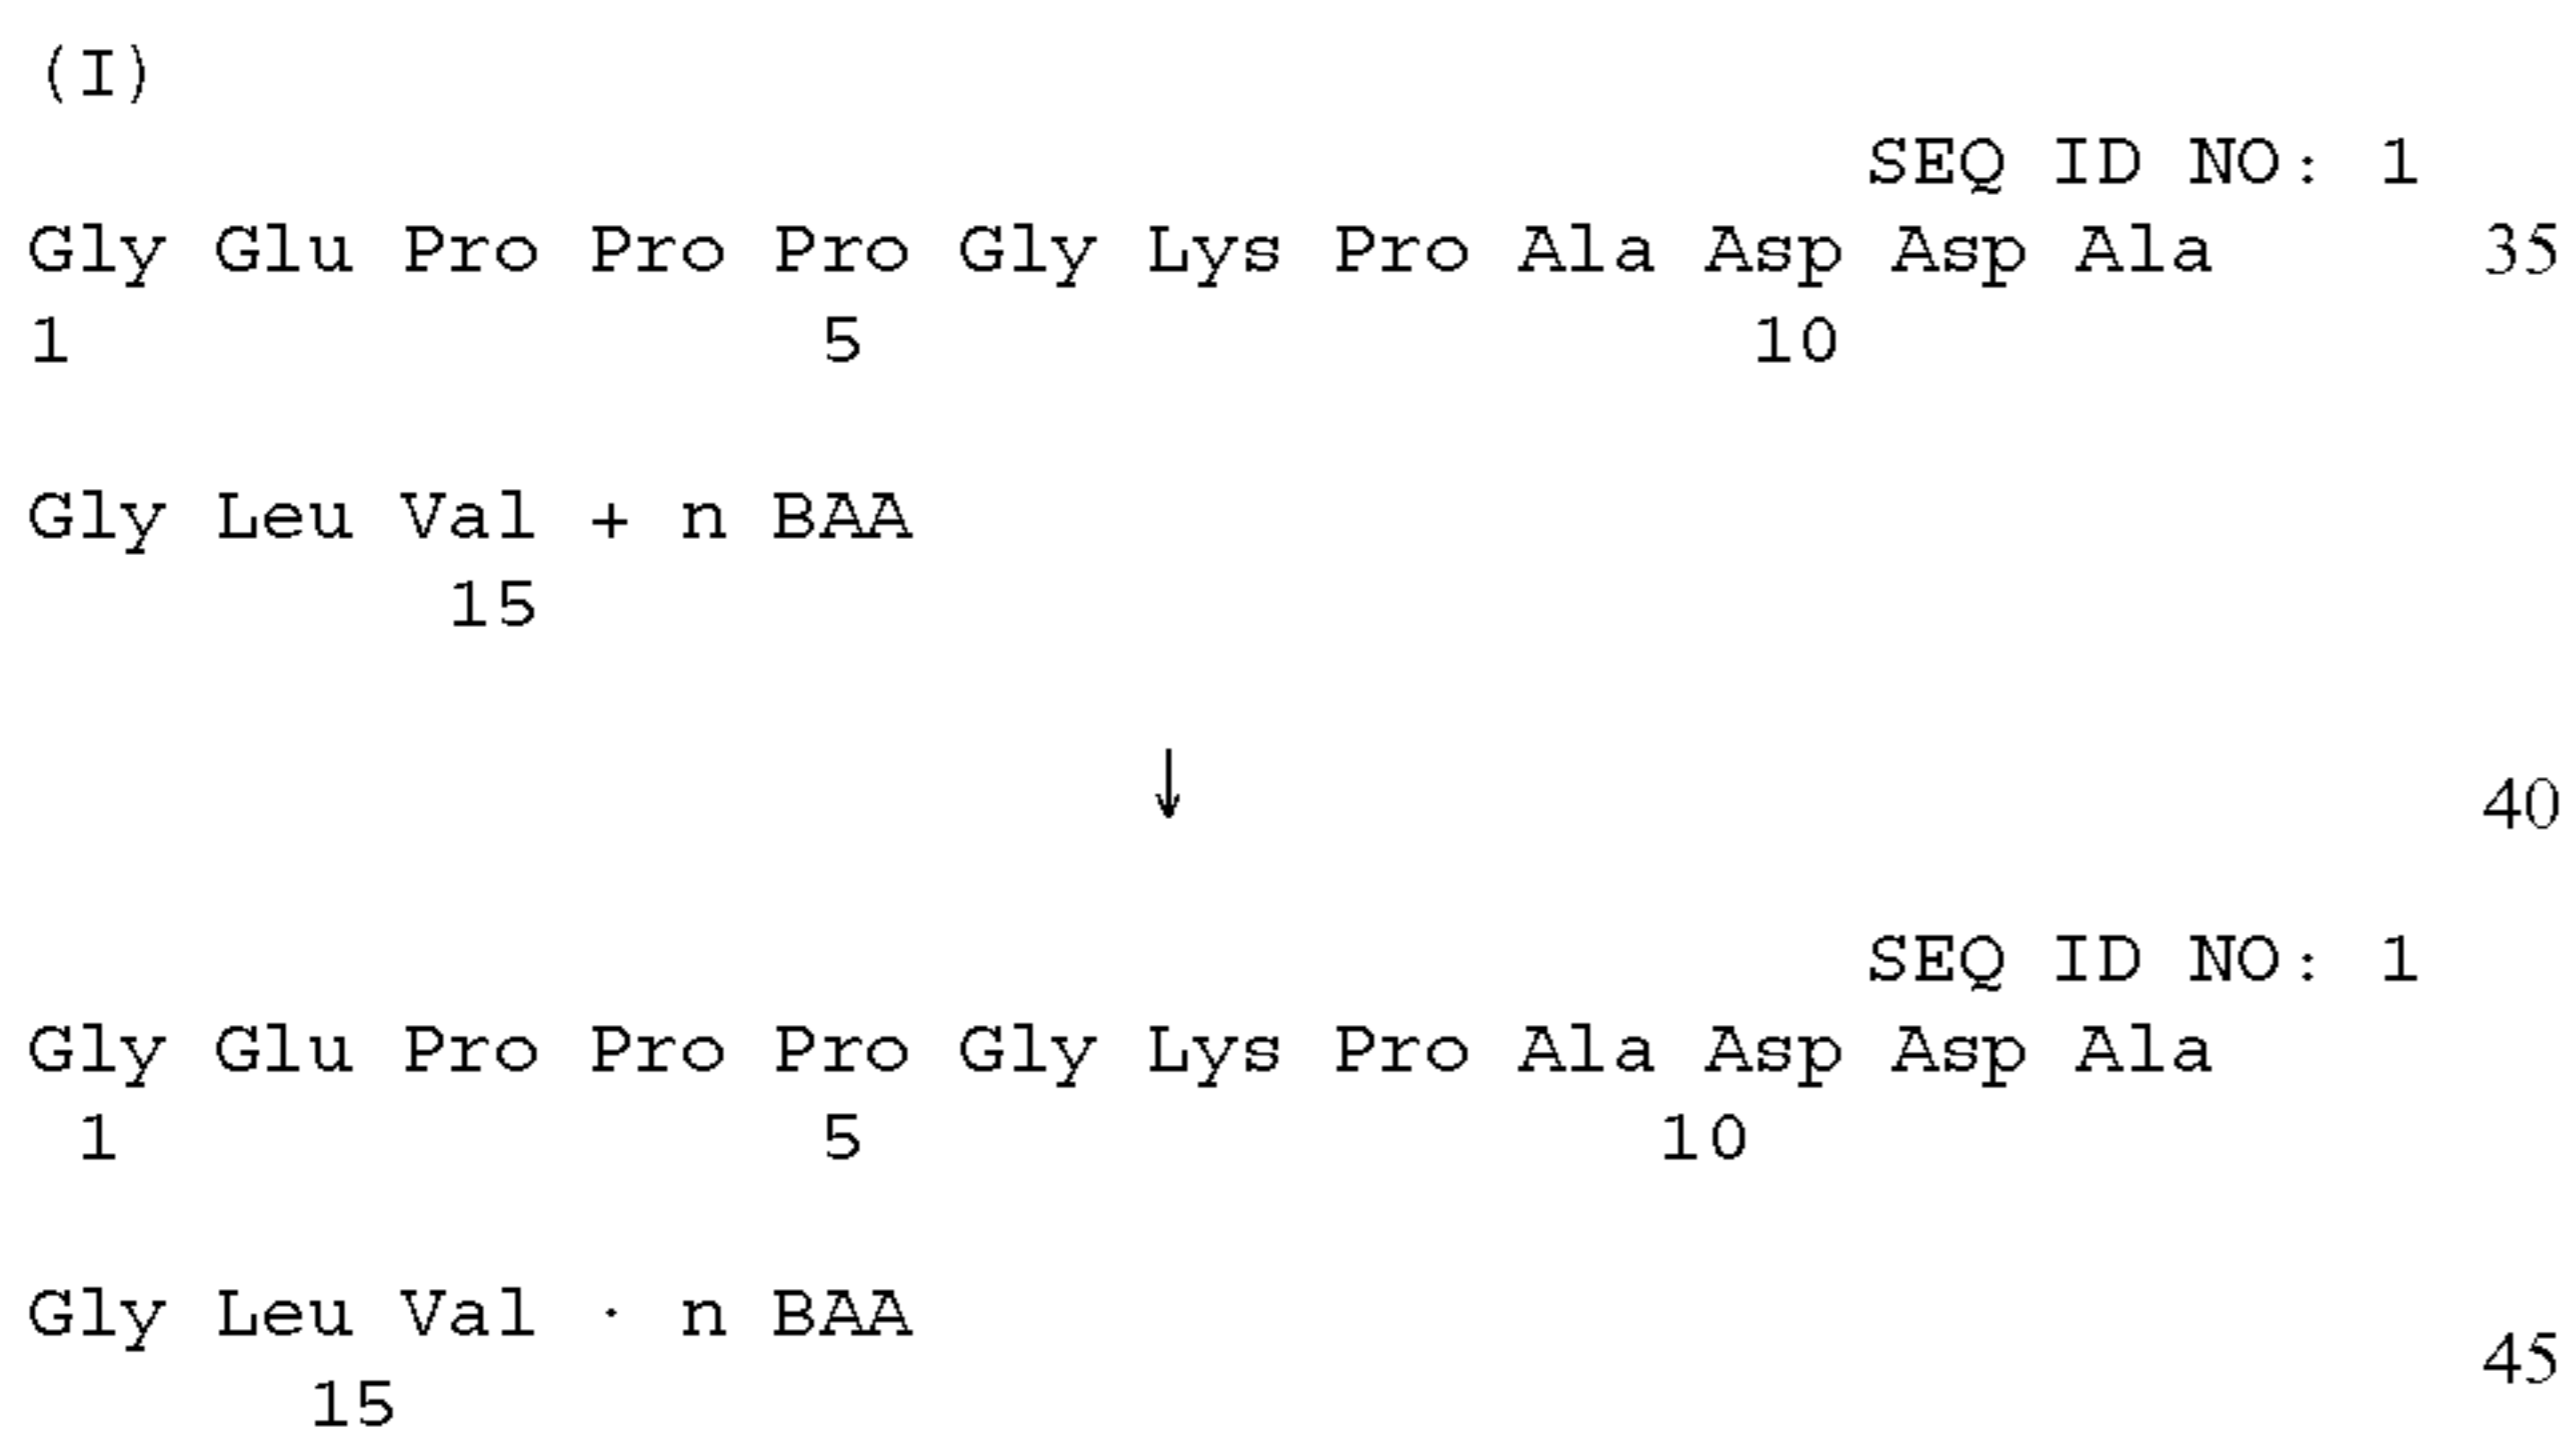 (I)
SEQ ID NO: 1
Gly Glu Pro Pro Pro Gly Lys Pro Ala Asp Asp Ala 35
1 5 10
Gly Leu Val + n BAA
15
↓
40
SEQ ID NO: 1
Gly Glu Pro Pro Pro Gly Lys Pro Ala Asp Asp Ala
1 5 10
Gly Leu Val · n BAA
45
15